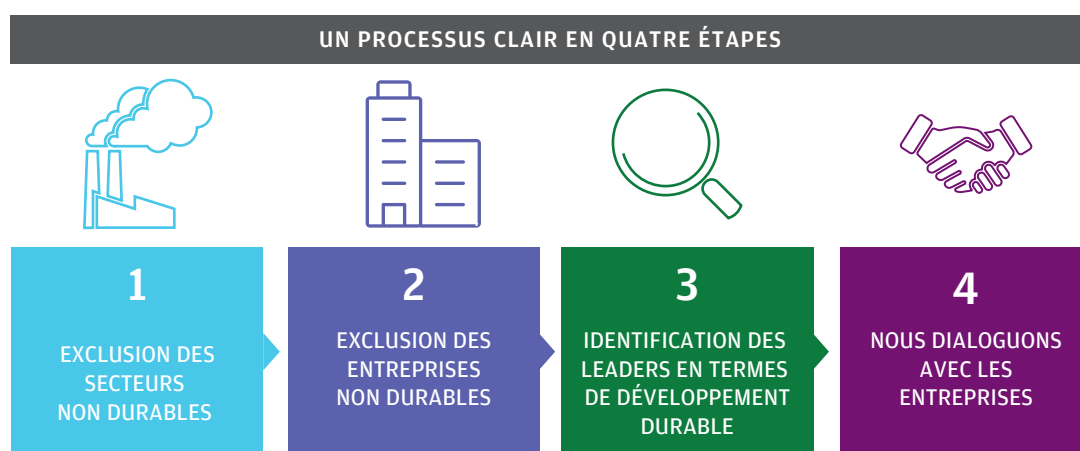 UN PROCESSUS CLAIR EN QUATRE ÉTAPES
1
EXCLUSION DES
SECTEURS
NON DURABLES
2
EXCLUSION DES
ENTREPRISES
NON DURABLES
3
IDENTIFICATION DES
LEADERS EN TERMES
DE DÉVELOPPEMENT
DURABLE
4
NOUS DIALOGUONS
AVEC LES
ENTREPRISES